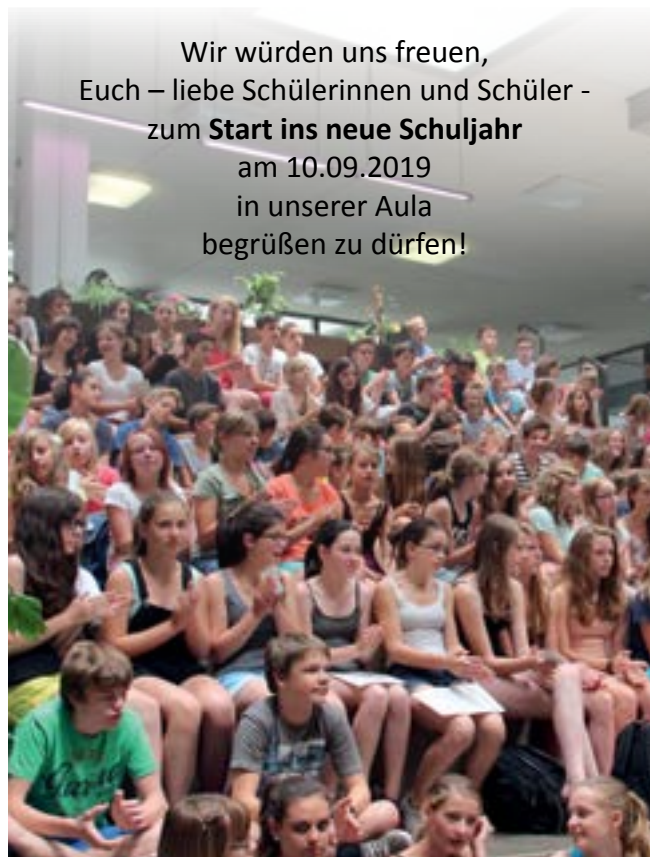 Wir würden uns freuen,
Euch – liebe Schülerinnen und Schüler -
zum Start ins neue Schuljahr
am 10.09.2019
in unserer Aula
begrüßen zu dürfen!